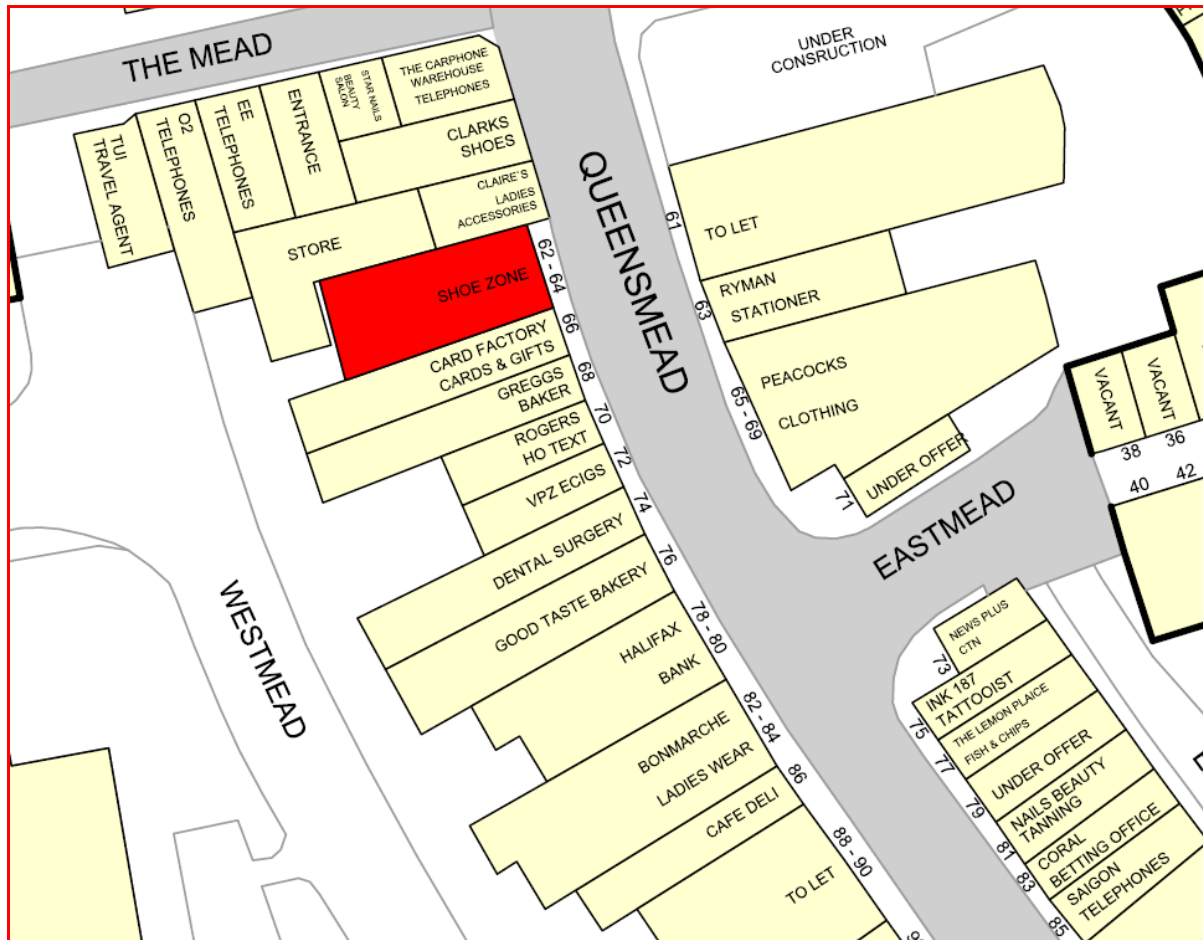 THE MEAD
UNDER
CONSRUCTION
TUI
TRAVEL AGENT
O2
TELEPHONES
EE
TELEPHONES
ENTRANCE
STAR NAILS
BEAUTY
SALON
THE CARPHONE
WAREHOUSE
TELEPHONES
CLARKS
SHOES
CLAIRE'S
LADIES
ACCESSORIES
STORE
SHOE ZONE
62 - 64
CARD FACTORY
CARDS & GIFTS
66
GREGGS
BAKER
68
ROGERS
HO TEXT
70
VPZ ECIGS
72
DENTAL SURGERY
74
GOOD TASTE BAKERY
76
HALIFAX
BANK
78 - 80
BONMARCHE
LADIES WEAR
82 - 84
CAFE DELI
86
TO LET
88 - 90
QUEENSMEAD
WESTMEAD
61
TO LET
63
RYMAN
STATIONER
65 - 69
PEACOCKS
CLOTHING
71
UNDER OFFER
EASTMEAD
VACANT
VACANT
38
36
40
42
NEWS PLUS
CTN
73
INK 187
TATTOOIST
75
THE LEMON PLAICE
FISH & CHIPS
77
UNDER OFFER
79
NAILS BEAUTY
TANNING
81
CORAL
BETTING OFFICE
83
SAIGON
TELEPHONES
85